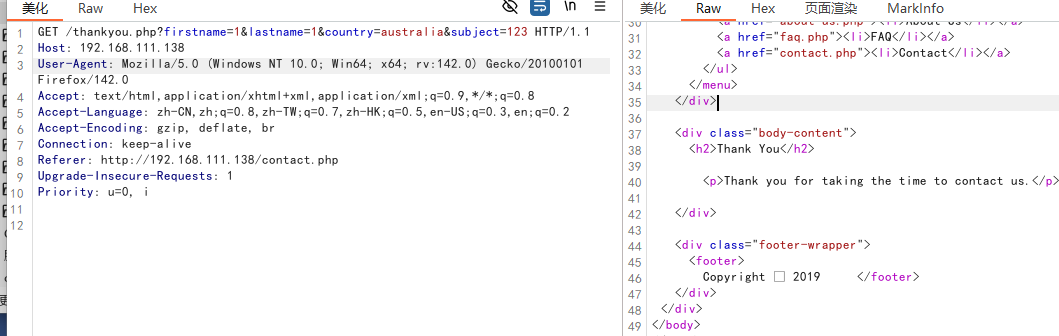 美化 Raw Hex \n
1 GET /thankyou.php?firstname=1&lastname=1&country=australia&subject=123 HTTP/1.1
2 Host: 192.168.111.138
3 User-Agent: Mozilla/5.0 (Windows NT 10.0; Win64; x64; rv:142.0) Gecko/20100101
Firefox/142.0
4 Accept: text/html,application/xhtml+xml,application/xml;q=0.9,*/*;q=0.8
5 Accept-Language: zh-CN,zh;q=0.8,zh-TW;q=0.7,zh-HK;q=0.5,en-US;q=0.3,en;q=0.2
6 Accept-Encoding: gzip, deflate, br
7 Connection: keep-alive
8 Referer: http://192.168.111.138/contact.php
9 Upgrade-Insecure-Requests: 1
10 Priority: u=0, i
11
12
美化 Raw Hex 页面渲染 MarkInfo
30 <a href="about-us.php"><li>About Us</li></a>
31 <a href="faq.php"><li>FAQ</li></a>
32 <a href="contact.php"><li>Contact</li></a>
33 </ul>
34 </menu>
35 </div>
36
37 <div class="body-content">
38 <h2>Thank You</h2>
39
40 <p>Thank you for taking the time to contact us.</p>
41
42 </div>
43
44 <div class="footer-wrapper">
45 <footer>
46 Copyright □ 2019 </footer>
47 </div>
48 </div>
49 </body>